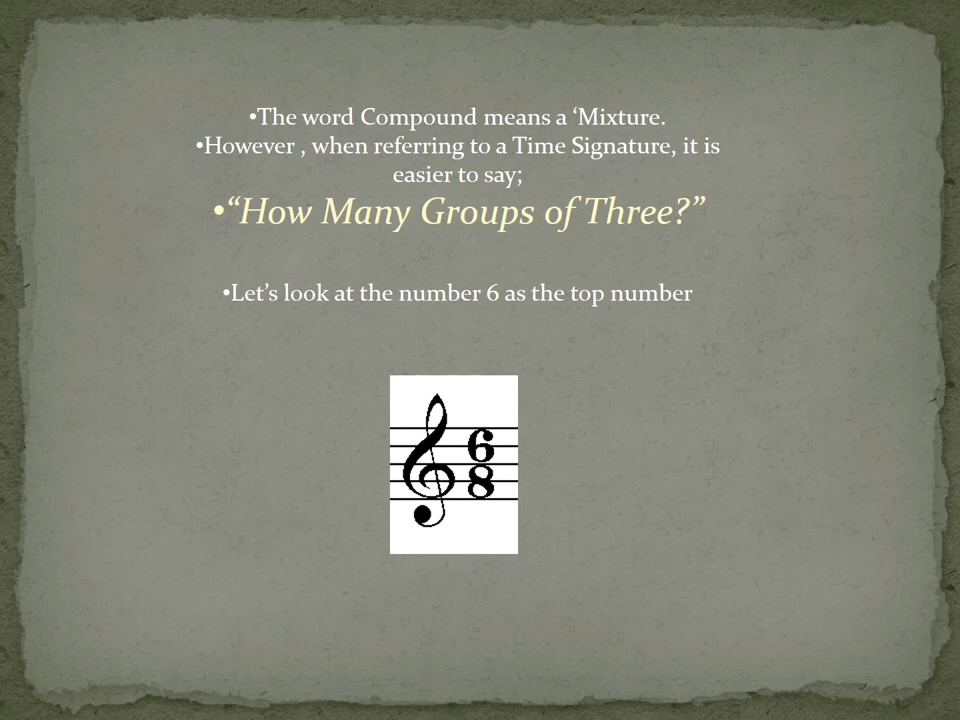 •The word Compound means a ‘Mixture.
•However , when referring to a Time Signature, it is
easier to say;
•“How Many Groups of Three?”
•Let’s look at the number 6 as the top number
6
8